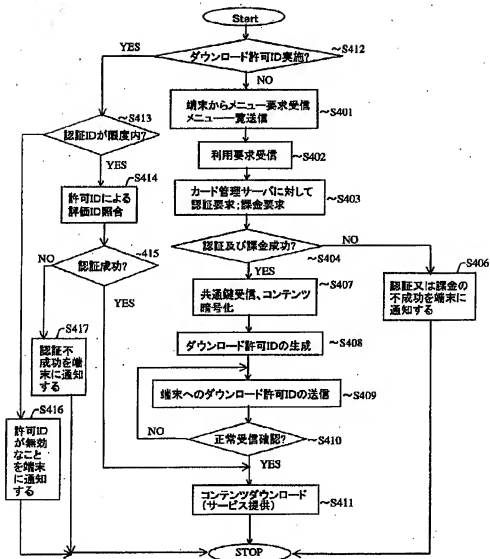 Start
YES
ダウンロード許可ID実施?
~S412
NO
~S413
認証IDが限度内?
端末からメニュー要求受信
メニュー一覧送信
~S401
YES
利用要求受信
~S402
S414
許可IDによる
評価ID照合
カード管理サーバに対して
認証要求;課金要求
~S403
NO
認証成功?
~415
認証及び課金成功?
~S404
NO
YES
YES
S406
認証又は課金の
不成功を端末に
通知する
共通鍵受信、コンテンツ
暗号化
~S407
S417
認証不
成功を端
末に通知
する
ダウンロード許可IDの生成
~S408
端末へのダウンロード許可IDの送信
~S409
S416
許可ID
が無効
なこと
を端末
に通知
する
NO
正常受信確認?
~S410
YES
コンテンツダウンロード
(サービス提供)
~S411
STOP